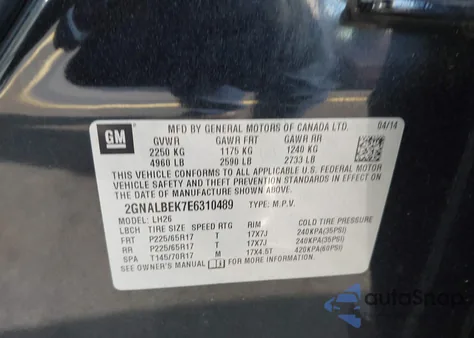 GM
MFD BY GENERAL MOTORS OF CANADA LTD. 04/14
GVWR GAWR FRT GAWR RR
2250 KG 1175 KG 1240 KG
4960 LB 2590 LB 2733 LB
THIS VEHICLE CONFORMS TO ALL APPLICABLE U.S. FEDERAL MOTOR
VEHICLE SAFETY AND THEFT PREVENTION STANDARDS IN EFFECT ON
THE DATE OF MANUFACTURE SHOWN ABOVE.
2GNALBEK7E6310489 TYPE: M.P.V.
MODEL: LH26
LBCH TIRE SIZE SPEED RTG RIM COLD TIRE PRESSURE
FRT P225/65R17 T 17X7J 240KPA(35PSI)
RR P225/65R17 T 17X7J 240KPA(35PSI)
SPA T145/70R17 M 17X4.5T 420KPA(60PSI)
SEE OWNER'S MANUAL FOR MORE INFORMATION.
autoSnap